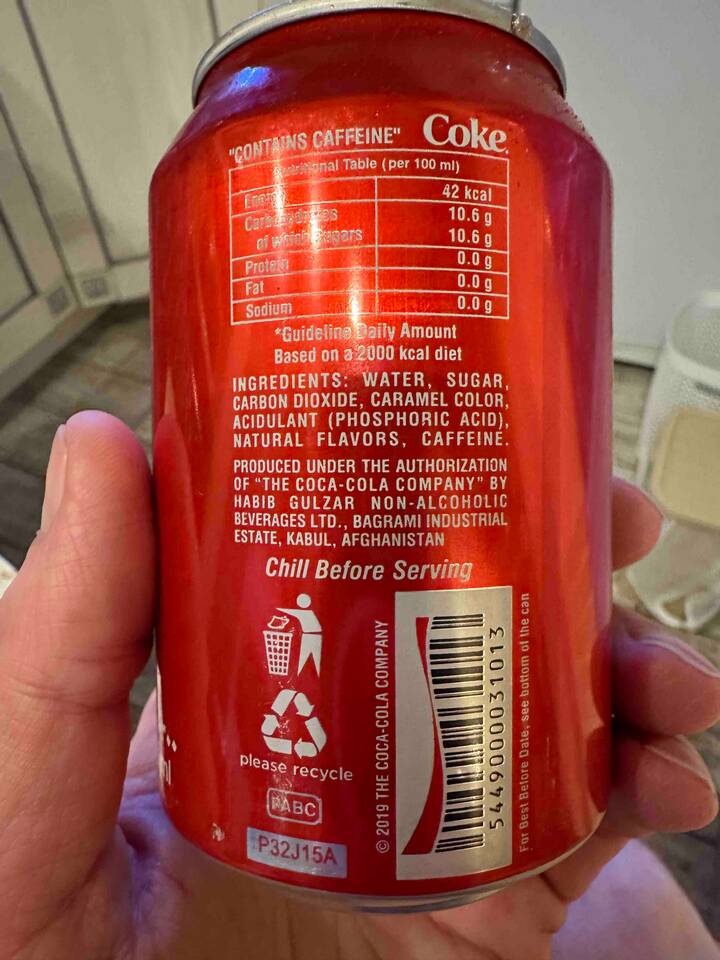 "CONTAINS CAFFEINE" Coke
Nutritional Table (per 100 ml)
Energy 42 kcal
Carbohydrates 10.6 g
of which Sugars 10.6 g
Protein 0.0 g
Fat 0.0 g
Sodium 0.0 g
*Guideline Daily Amount
Based on a 2000 kcal diet
INGREDIENTS: WATER, SUGAR,
CARBON DIOXIDE, CARAMEL COLOR,
ACIDULANT (PHOSPHORIC ACID),
NATURAL FLAVORS, CAFFEINE.
PRODUCED UNDER THE AUTHORIZATION
OF "THE COCA-COLA COMPANY" BY
HABIB GULZAR NON-ALCOHOLIC
BEVERAGES LTD., BAGRAMI INDUSTRIAL
ESTATE, KABUL, AFGHANISTAN
Chill Before Serving
please recycle
PABC
P32J15A
© 2019 THE COCA-COLA COMPANY
5449000031013
For Best Before Date, see bottom of the can